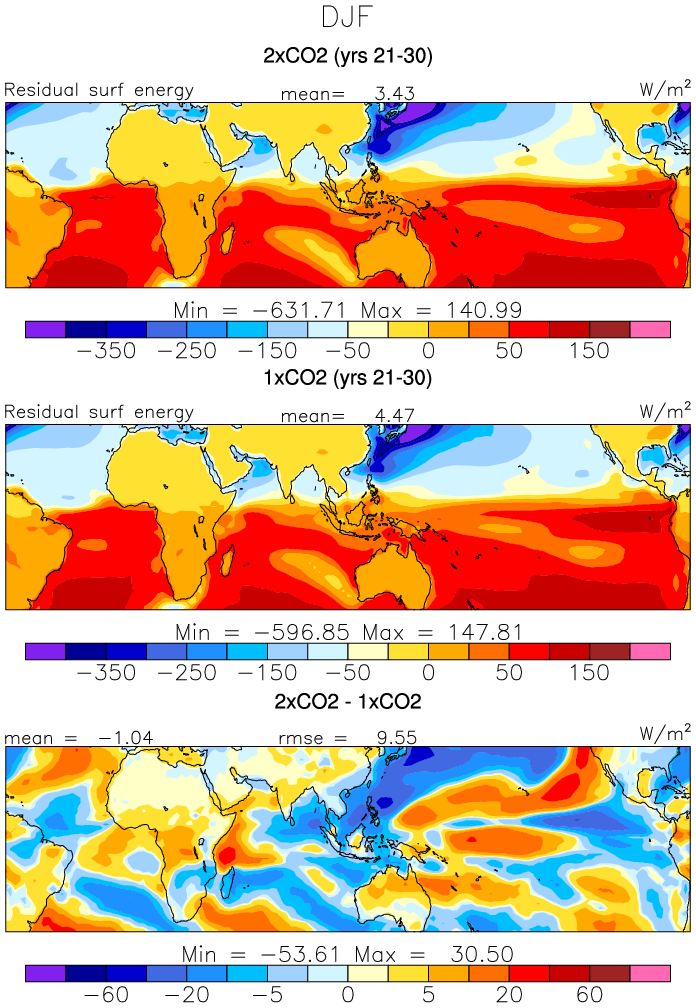 DJF
2xCO2 (yrs 21-30)
Residual surf energy mean= 3.43 W/m²
Min = −631.71 Max = 140.99
−350 −250 −150 −50 0 50 150
1xCO2 (yrs 21-30)
Residual surf energy mean= 4.47 W/m²
Min = −596.85 Max = 147.81
−350 −250 −150 −50 0 50 150
2xCO2 - 1xCO2
mean = −1.04 rmse = 9.55 W/m²
Min = −53.61 Max = 30.50
−60 −20 −5 0 5 20 60